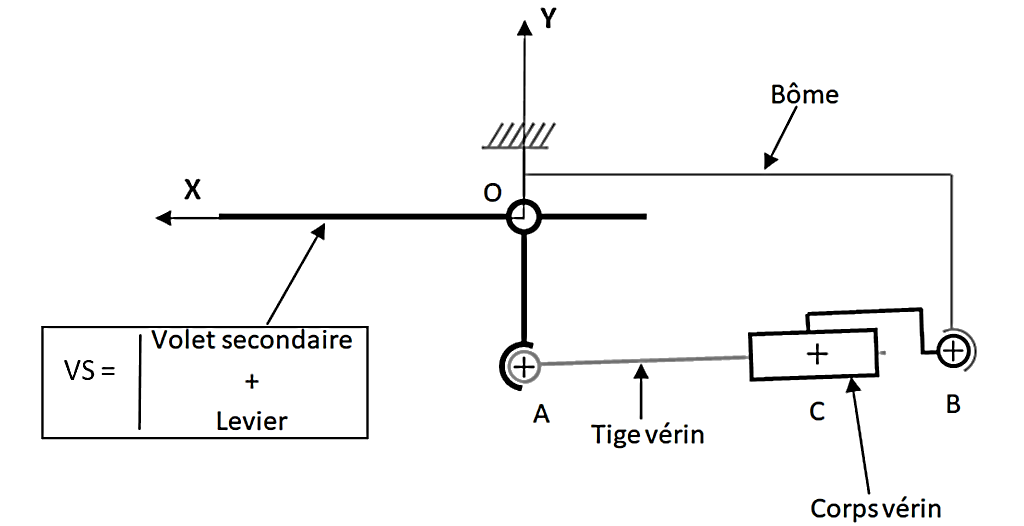 Y
Bôme
X
O
Volet secondaire
VS =
+
Levier
A
C
B
Tige vérin
Corps vérin